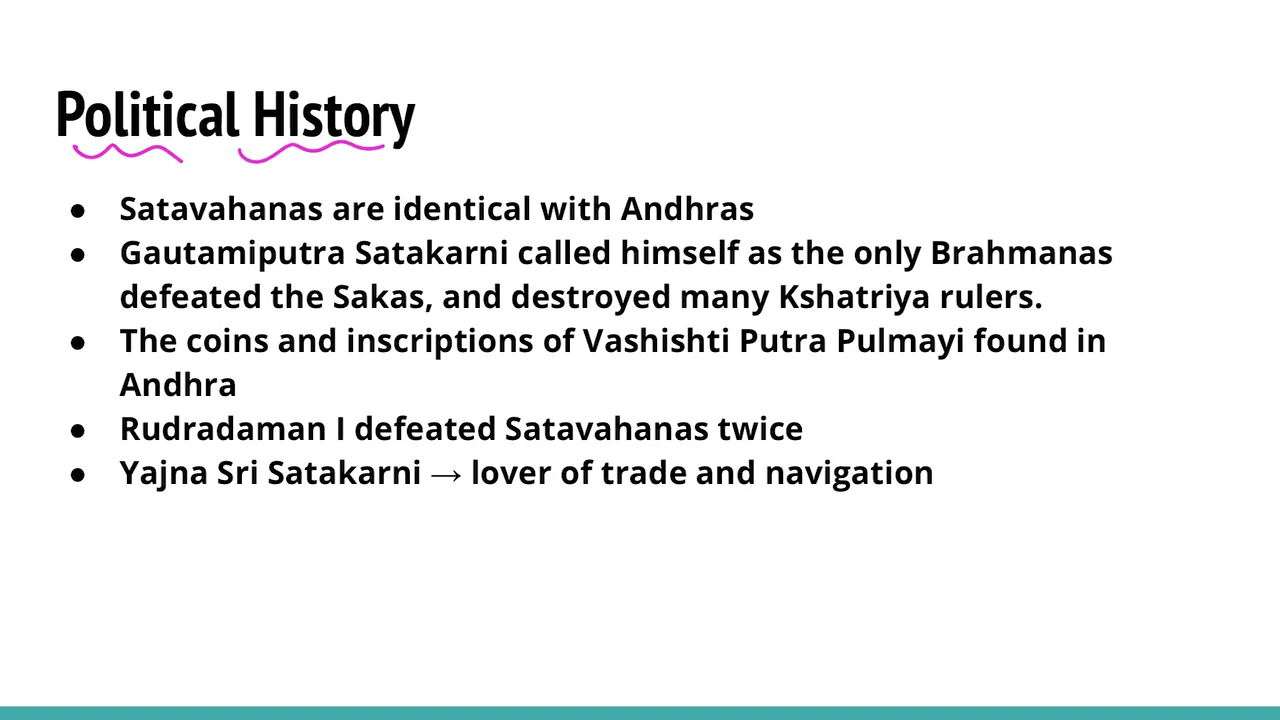 Political History
● Satavahanas are identical with Andhras
● Gautamiputra Satakarni called himself as the only Brahmanas
defeated the Sakas, and destroyed many Kshatriya rulers.
● The coins and inscriptions of Vashishti Putra Pulmayi found in
Andhra
● Rudradaman I defeated Satavahanas twice
● Yajna Sri Satakarni → lover of trade and navigation